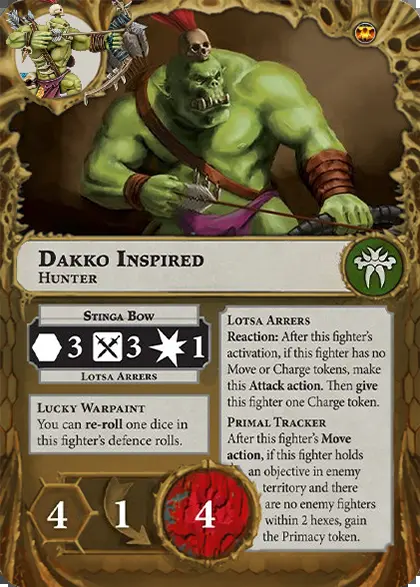 Dakko Inspired
Hunter
Stinga Bow
3 3 1
Lotsa Arrers
Lucky Warpaint
You can re-roll one dice in
this fighter's defence rolls.
Lotsa Arrers
Reaction: After this fighter's
activation, if this fighter has no
Move or Charge tokens, make
this Attack action. Then give
this fighter one Charge token.
Primal Tracker
After this fighter's Move
action, if this fighter holds
an objective in enemy
territory and there
are no enemy fighters
within 2 hexes, gain
the Primacy token.
4 1 4